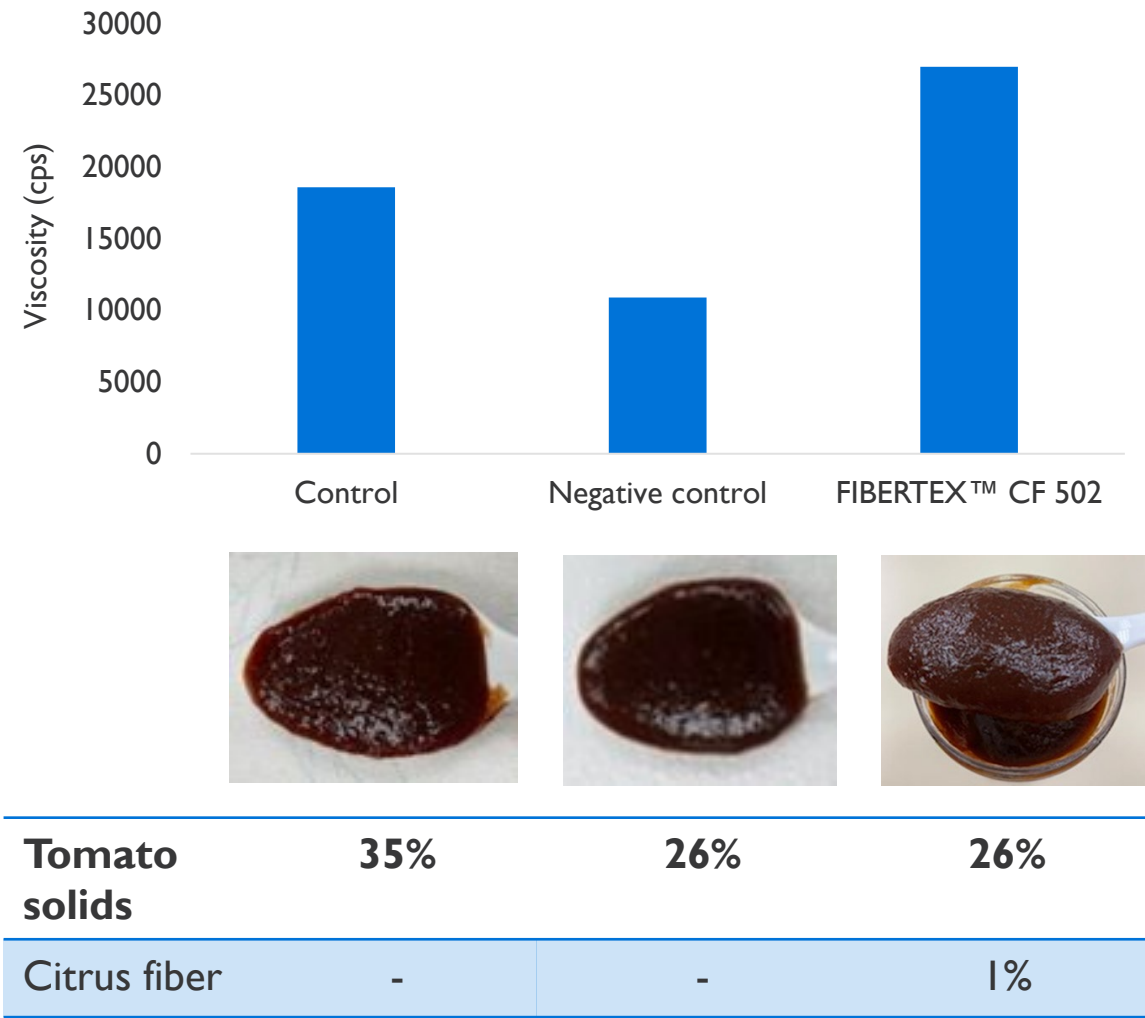 30000
25000
20000
15000
10000
5000
0
Viscosity (cps)
Control
Negative control
FIBERTEX™ CF 502
Tomato 35% 26% 26%
solids
Citrus fiber - - 1%